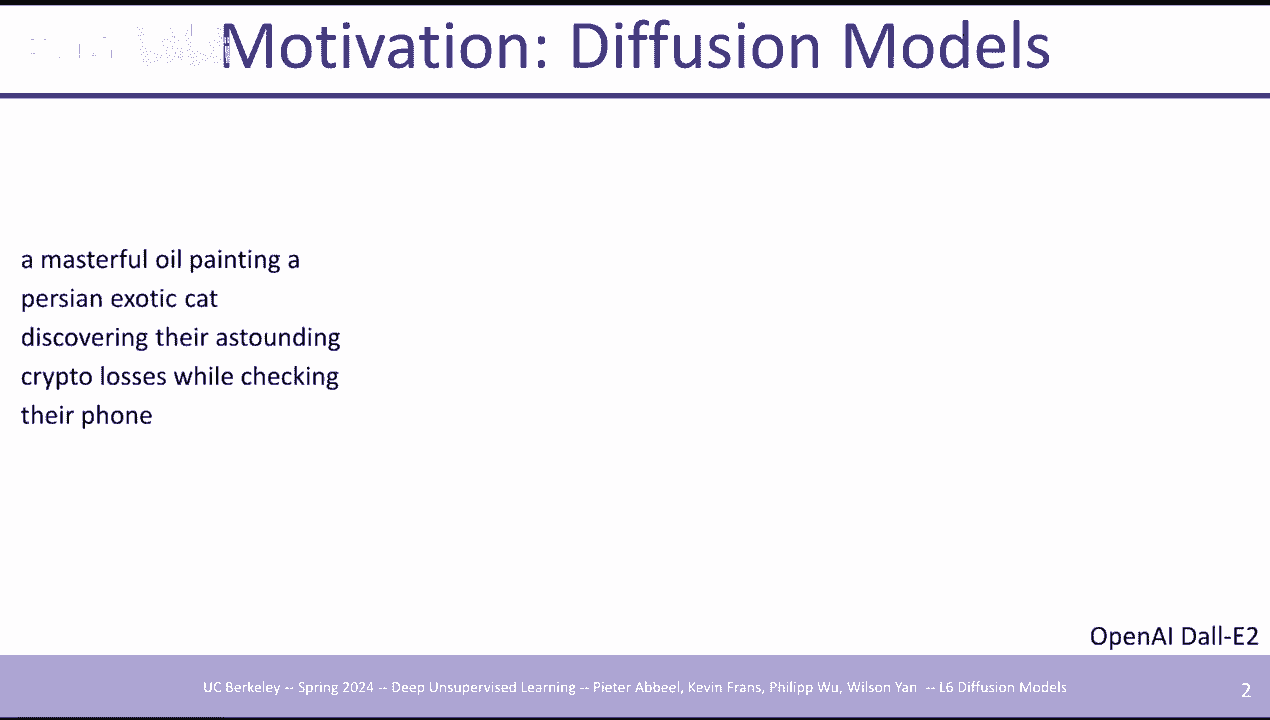 Motivation: Diffusion Models
a masterful oil painting a
persian exotic cat
discovering their astounding
crypto losses while checking
their phone
OpenAI Dall-E2
UC Berkeley -- Spring 2024 -- Deep Unsupervised Learning -- Pieter Abbeel, Kevin Frans, Philipp Wu, Wilson Yan -- L6 Diffusion Models
2